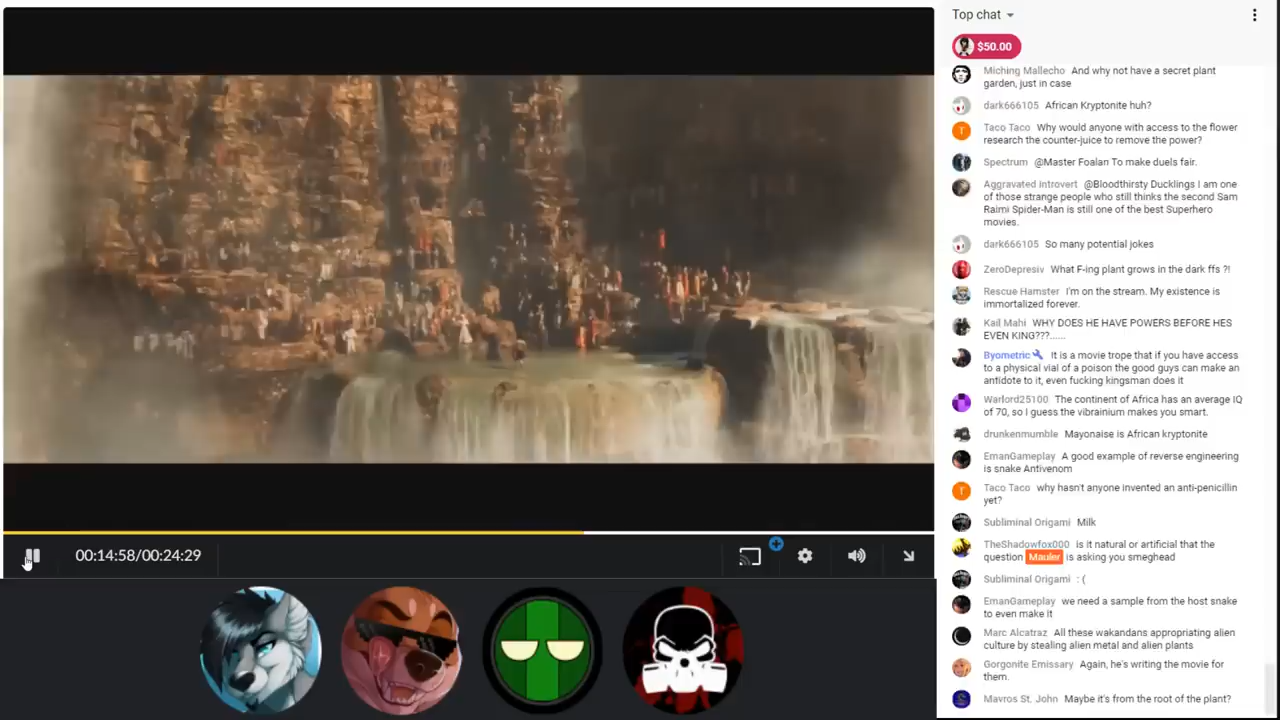 Top chat
$50.00
Miching Mallecho And why not have a secret plant
garden, just in case
dark666105 African Kryptonite huh?
Taco Taco Why would anyone with access to the flower
research the counter-juice to remove the power?
Spectrum @Master Foalan To make duels fair.
Aggravated introvert @Bloodthirsty Ducklings I am one
of those strange people who still thinks the second Sam
Raimi Spider-Man is still one of the best Superhero
movies.
dark666105 So many potential jokes
ZeroDepresiv What F-ing plant grows in the dark ffs ?!
Rescue Hamster I'm on the stream. My existence is
immortalized forever.
Kail Mahi WHY DOES HE HAVE POWERS BEFORE HES
EVEN KING???......
Byometric It is a movie trope that if you have access
to a physical vial of a poison the good guys can make an
antidote to it, even fucking kingsman does it
Warlord25100 The continent of Africa has an average IQ
of 70, so I guess the vibrainium makes you smart.
drunkenmumble Mayonaise is African kryptonite
EmanGameplay A good example of reverse engineering
is snake Antivenom
T
Taco Taco why hasn't anyone invented an anti-penicillin
yet?
Subliminal Origami Milk
TheShadowfox000 is it natural or artificial that the
question Mauler is asking you smeghead
Subliminal Origami : (
EmanGameplay we need a sample from the host snake
to even make it
Marc Alcatraz All these wakandans appropriating alien
culture by stealing alien metal and alien plants
Gorgonite Emissary Again, he's writing the movie for
them.
Mavros St. John Maybe it's from the root of the plant?
00:14:58/00:24:29